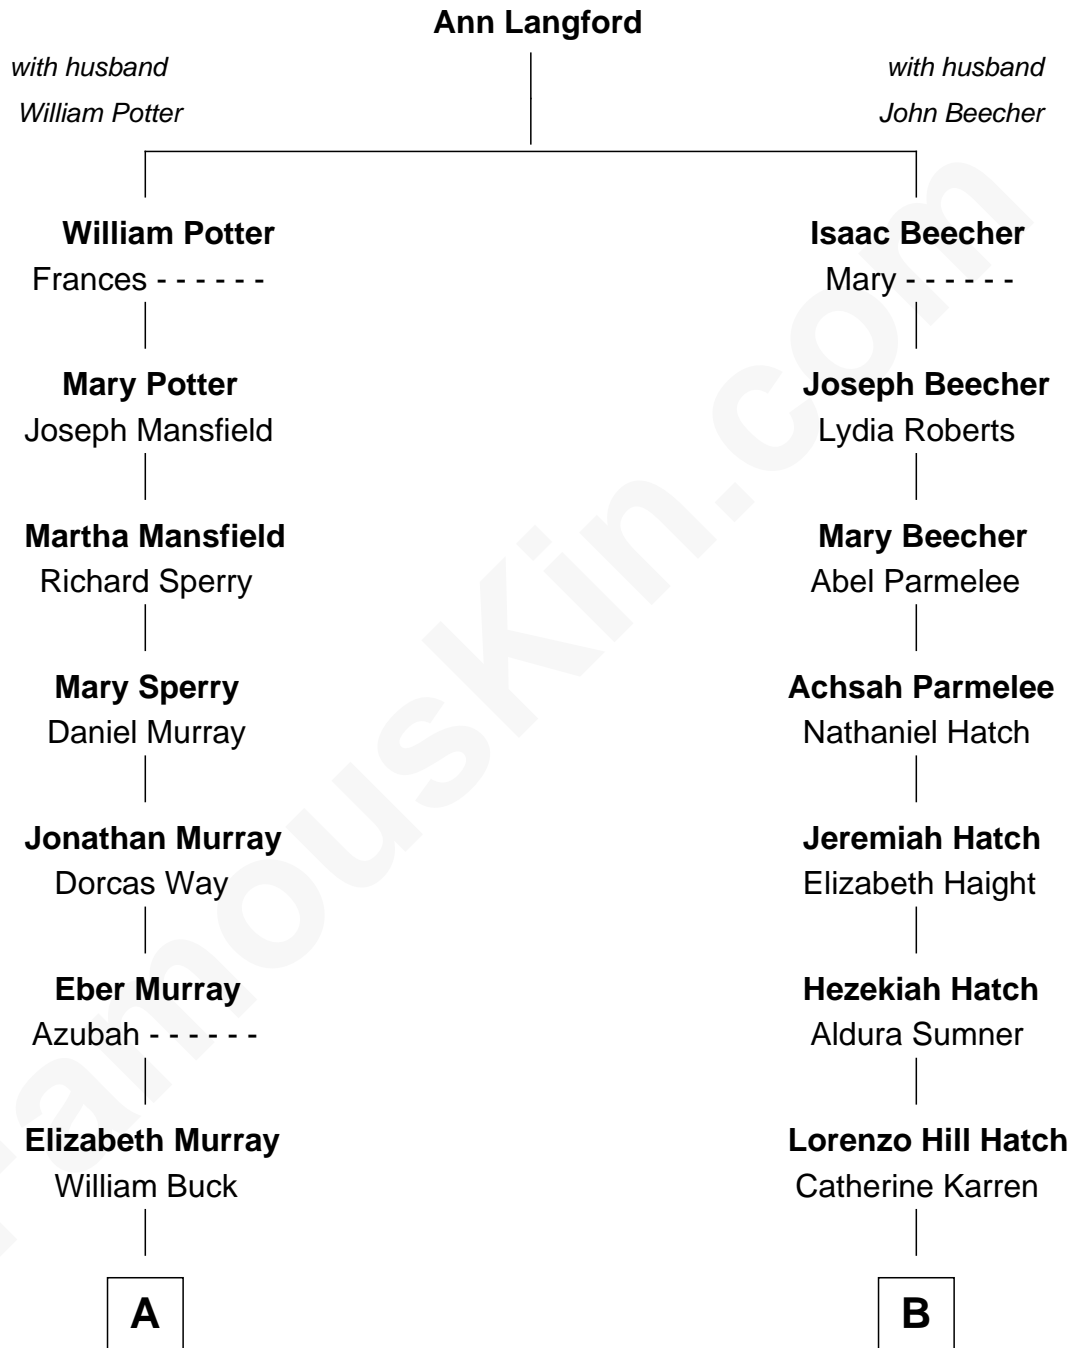 Ann Langford
with husband
William Potter
with husband
John Beecher
William Potter
Frances - - - - - -
Isaac Beecher
Mary - - - - - -
Mary Potter
Joseph Mansfield
Joseph Beecher
Lydia Roberts
Martha Mansfield
Richard Sperry
Mary Beecher
Abel Parmelee
Mary Sperry
Daniel Murray
Achsah Parmelee
Nathaniel Hatch
Jonathan Murray
Dorcas Way
Jeremiah Hatch
Elizabeth Haight
Eber Murray
Azubah - - - - - -
Hezekiah Hatch
Aldura Sumner
Elizabeth Murray
William Buck
Lorenzo Hill Hatch
Catherine Karren
A
B
FamousKin.com